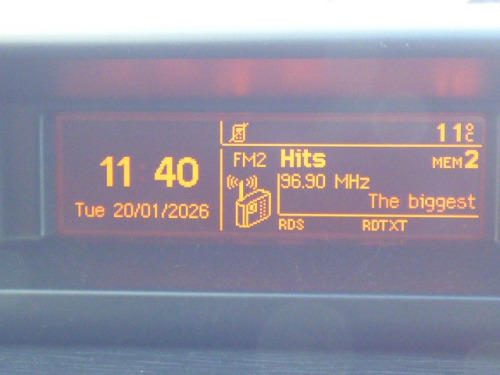 11°C
11:40
FM2 Hits MEM2
96.90 MHz
Tue 20/01/2026
The biggest
RDS RDTXT